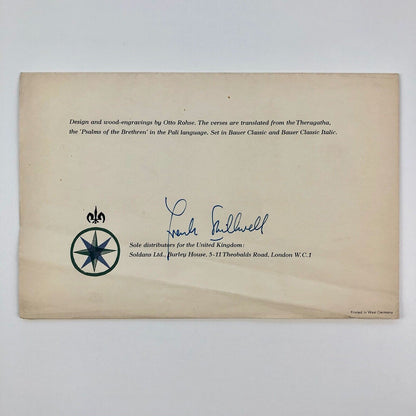 Design and wood-engravings by Otto Rohse. The verses are translated from the Theragatha,
the 'Psalms of the Brethren' in the Pali language. Set in Bauer Classic and Bauer Classic Italic.
Frank Stillwell
Sole distributors for the United Kingdom:
Soldans Ltd., Burley House, 5-11 Theobalds Road, London W.C.1
Printed in West Germany